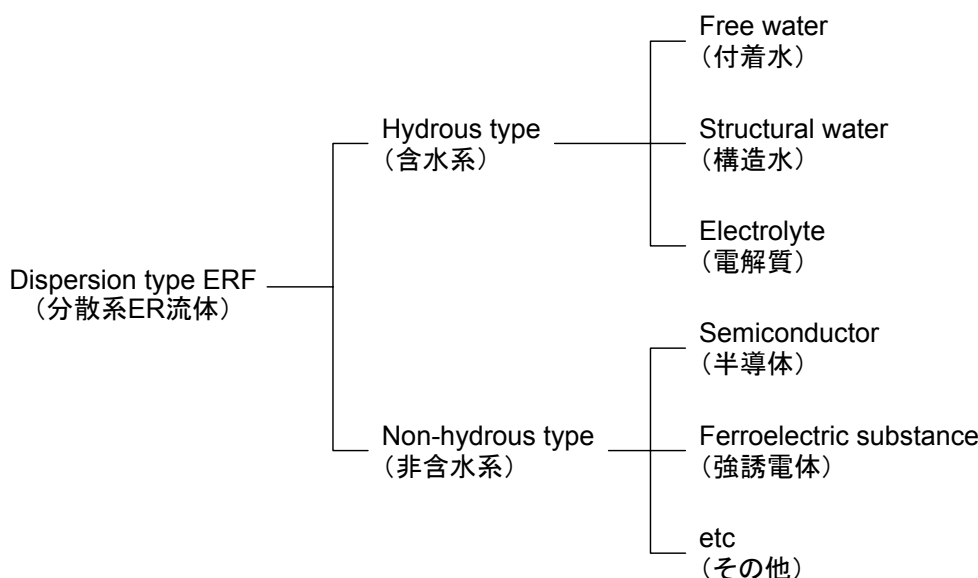 Free water
（付着水）
Hydrous type
（含水系）
Structural water
（構造水）
Electrolyte
（電解質）
Dispersion type ERF
（分散系ER流体）
Semiconductor
（半導体）
Non-hydrous type
（非含水系）
Ferroelectric substance
（強誘電体）
etc
（その他）